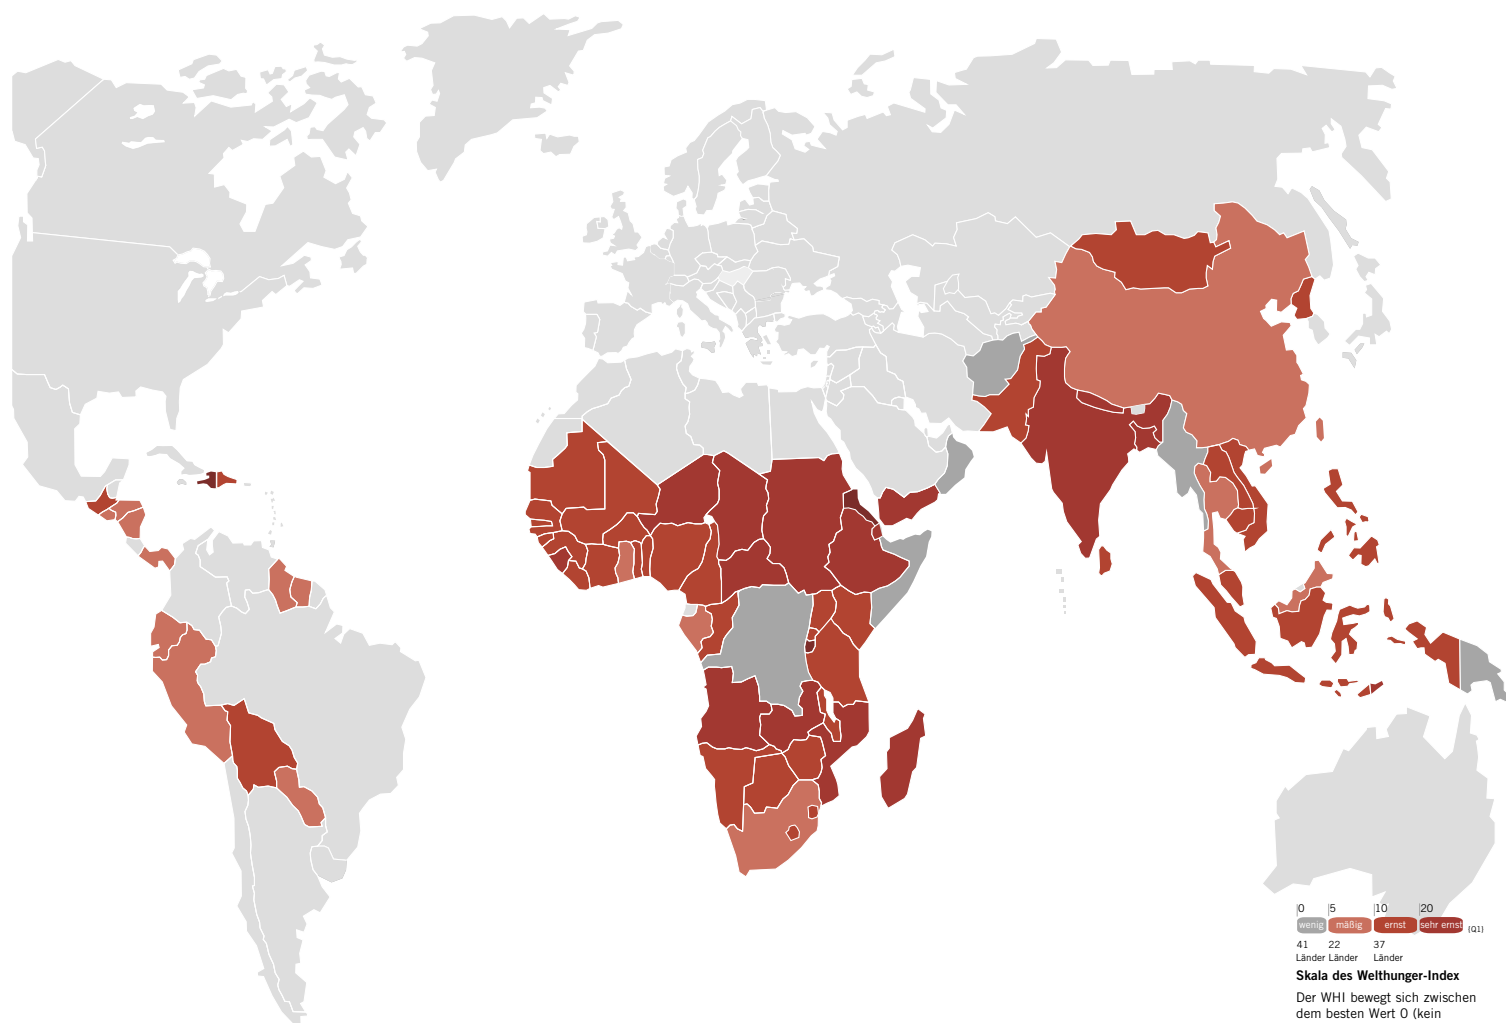 0 5 10 20
wenig mäßig ernst sehr ernst (Q1)
41 22 37
Länder Länder Länder
Skala des Welthunger-Index
Der WHI bewegt sich zwischen
dem besten Wert 0 (kein